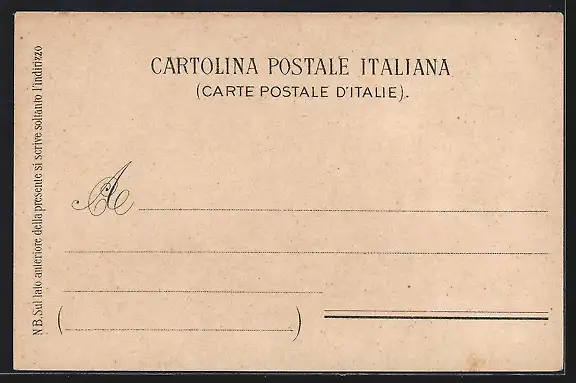 CARTOLINA POSTALE ITALIANA
(CARTE POSTALE D'ITALIE).
A
( )
N.B. Sul lato anteriore della presente si scrive soltanto l'indirizzo